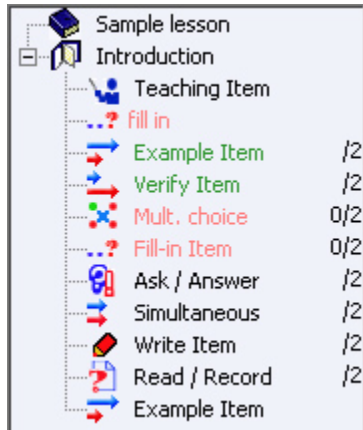 Sample lesson
Introduction
Teaching Item
fill in
Example Item /2
Verify Item /2
Mult. choice 0/2
Fill-in Item 0/2
Ask / Answer /2
Simultaneous /2
Write Item /2
Read / Record /2
Example Item